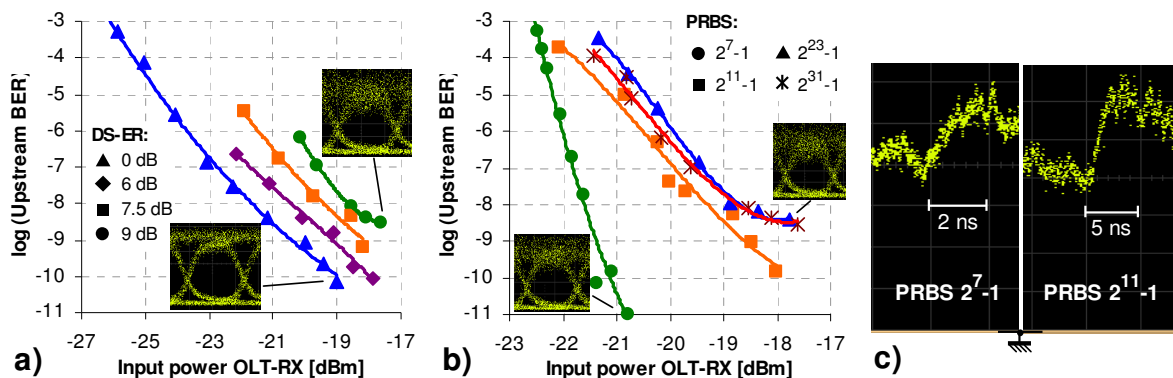 log(Upstream BER)
-3
-4
-5
-6
-7
-8
-9
-10
-11
-27 -25 -23 -21 -19 -17
Input power OLT-RX [dBm]
DS-ER:
0 dB
6 dB
7.5 dB
9 dB
a)
log(Upstream BER)
-3
-4
-5
-6
-7
-8
-9
-10
-11
-23 -22 -21 -20 -19 -18 -17
Input power OLT-RX [dBm]
PRBS:
2⁷-1 2²³-1
2¹¹-1 2³¹-1
b)
2 ns
PRBS 2⁷-1
5 ns
PRBS 2¹¹-1
c)